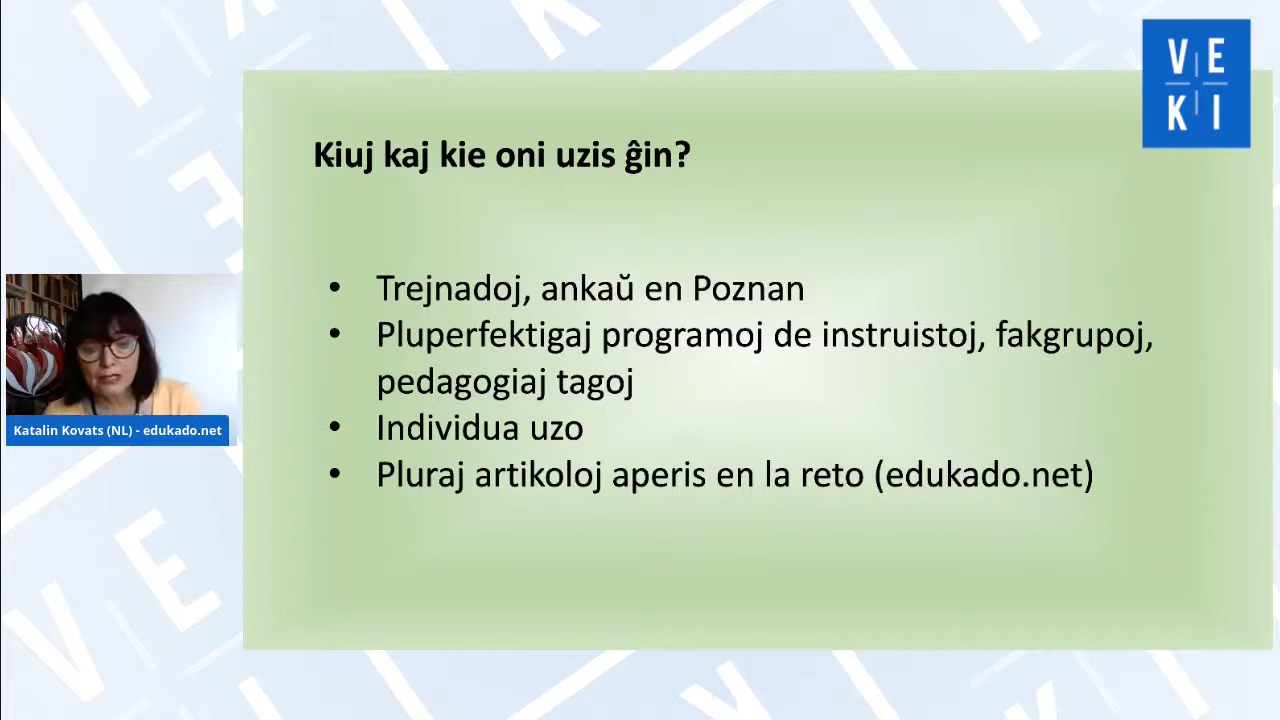 V E
K I
Kiuj kaj kie oni uzis ĝin?
• Trejnadoj, ankaŭ en Poznan
• Pluperfektigaj programoj de instruistoj, fakgrupoj,
pedagogiaj tagoj
• Individua uzo
• Pluraj artikoloj aperis en la reto (edukado.net)
Katalin Kovats (NL) - edukado.net